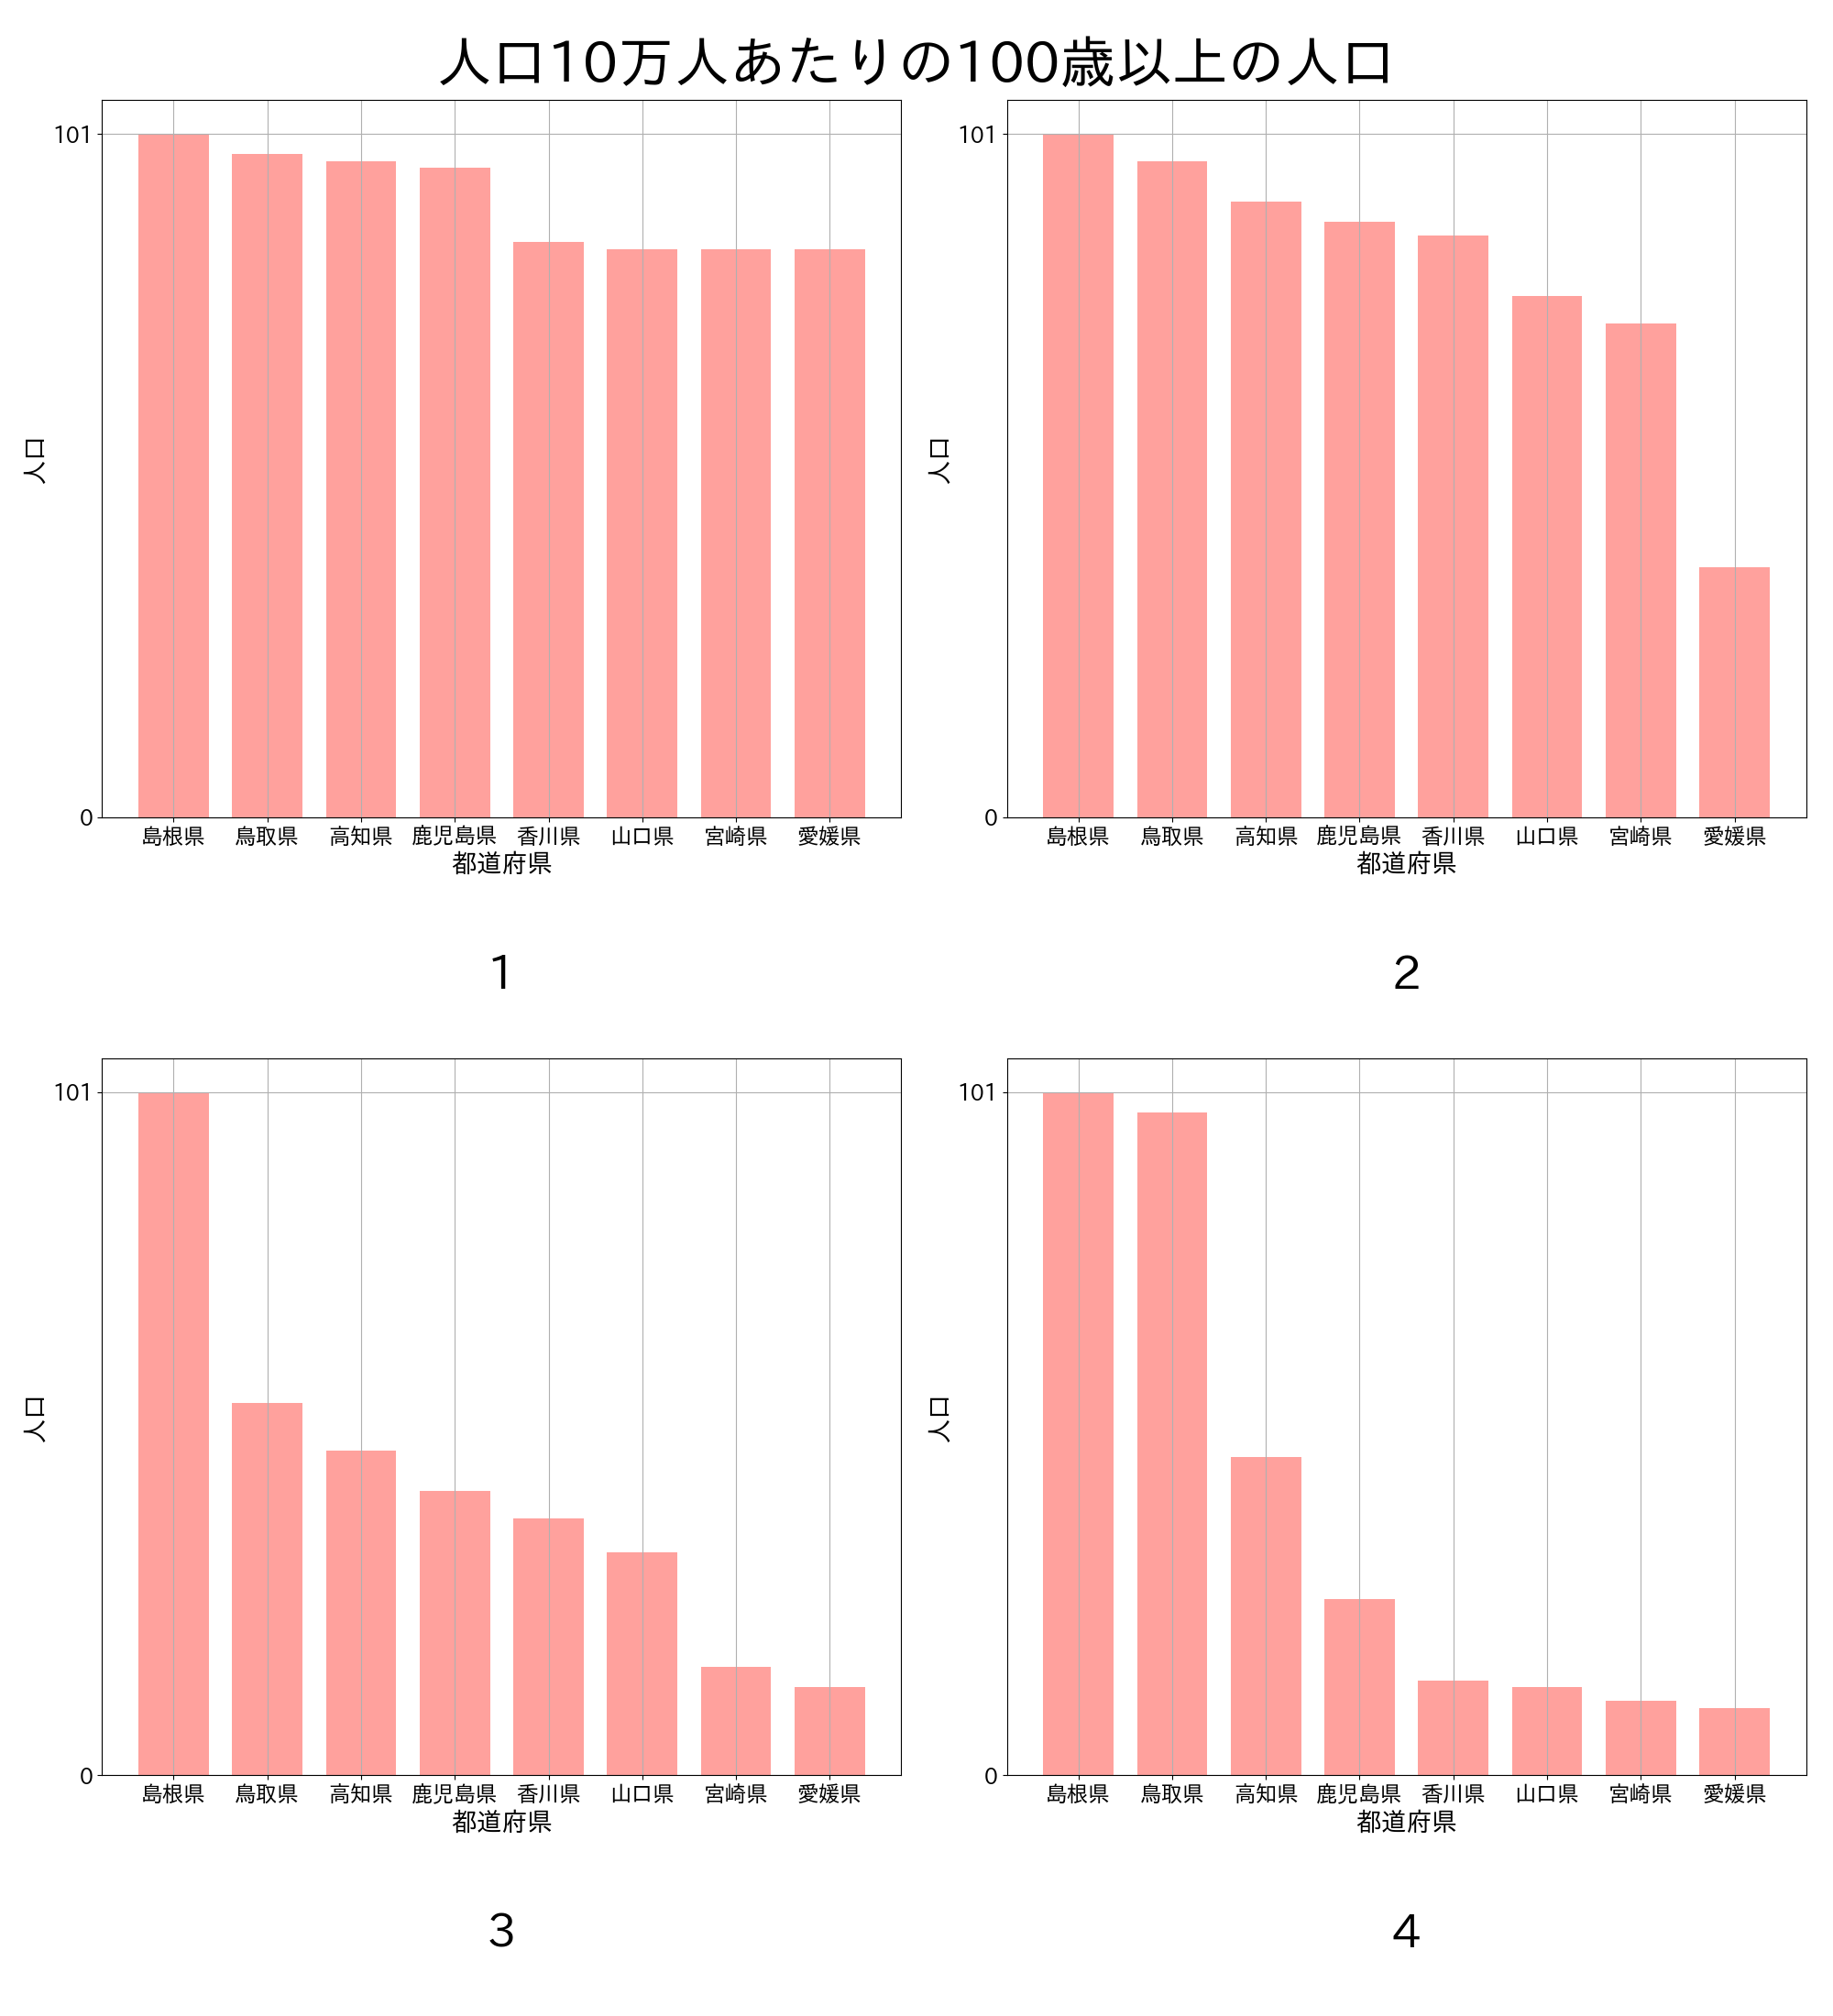 人口10万人あたりの100歳以上の人口
101
0
人口
島根県 鳥取県 高知県 鹿児島県 香川県 山口県 宮崎県 愛媛県
都道府県
1
101
0
人口
島根県 鳥取県 高知県 鹿児島県 香川県 山口県 宮崎県 愛媛県
都道府県
2
101
0
人口
島根県 鳥取県 高知県 鹿児島県 香川県 山口県 宮崎県 愛媛県
都道府県
3
101
0
人口
島根県 鳥取県 高知県 鹿児島県 香川県 山口県 宮崎県 愛媛県
都道府県
4